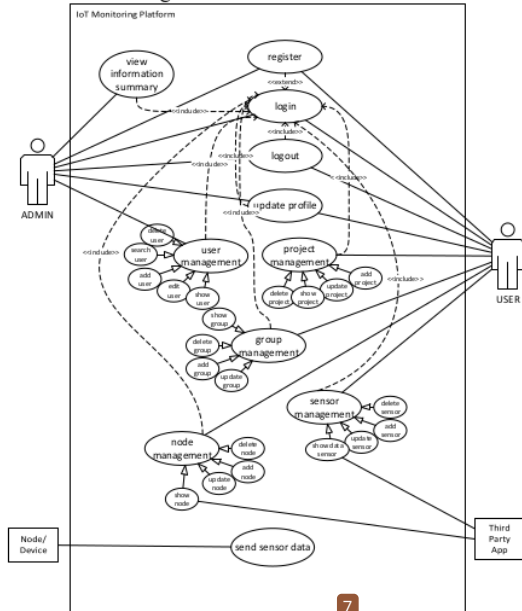 IoT Monitoring Platform
view
information
summary
register
<<extend>>
<<include>>
login
<<include>>
<<include>>
<<include>>
logout
<<include>>
ADMIN
update profile
<<include>>
USER
delete
user
search
user
add
user
edit
user
show
user
user
management
<<include>>
project
management
delete
project
show
project
update
project
add
project
<<include>>
show
group
delete
group
add
group
update
group
group
management
sensor
management
delete
sensor
add
sensor
update
sensor
show data
sensor
node
management
delete
node
add
node
update
node
show
node
Node/
Device
send sensor data
Third
Party
App
7